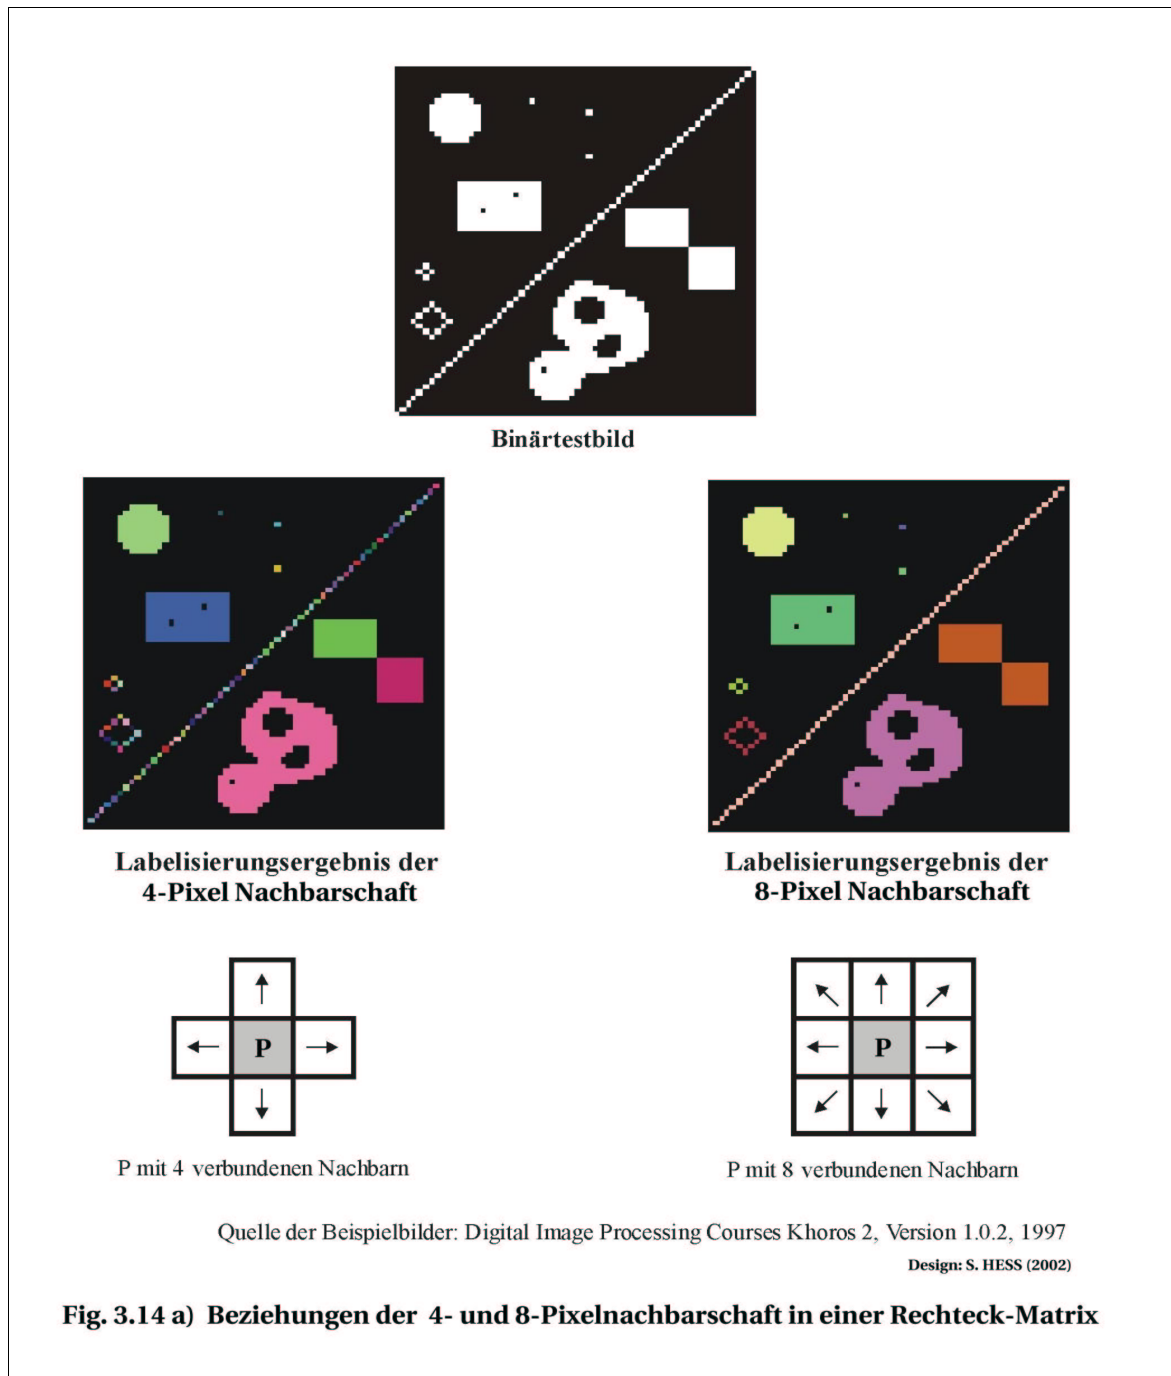 Binärtestbild
Labelisierungsergebnis der
4-Pixel Nachbarschaft
Labelisierungsergebnis der
8-Pixel Nachbarschaft
P
P
P mit 4 verbundenen Nachbarn
P mit 8 verbundenen Nachbarn
Quelle der Beispielbilder: Digital Image Processing Courses Khoros 2, Version 1.0.2, 1997
Design: S. HESS (2002)
Fig. 3.14 a) Beziehungen der 4- und 8-Pixelnachbarschaft in einer Rechteck-Matrix